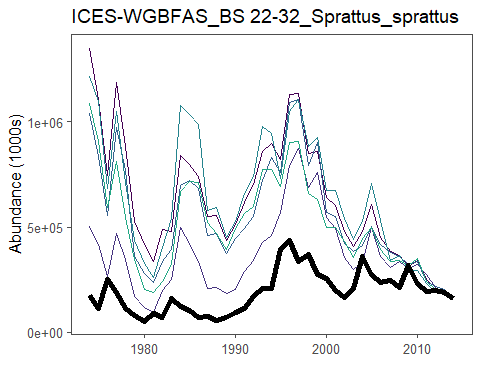 ICES-WGBFAS_BS 22-32_Sprattus_sprattus
Abundance (1000s)
1e+06
5e+05
0e+00
1980 1990 2000 2010